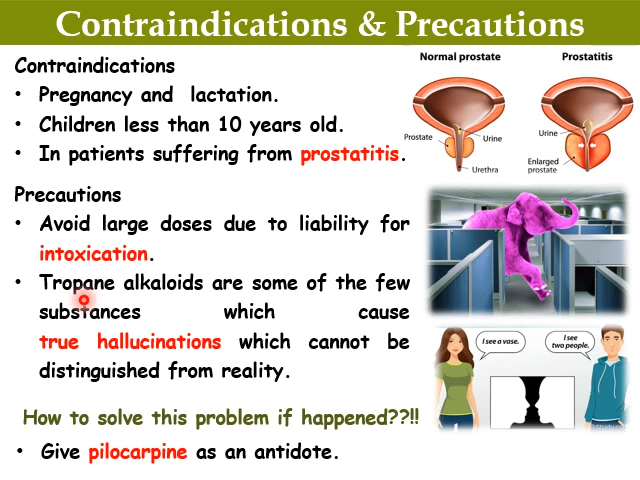 Contraindications & Precautions
Contraindications
• Pregnancy and lactation.
• Children less than 10 years old.
• In patients suffering from prostatitis.
Normal prostate
Prostatitis
Prostate
Urine
Urethra
Urine
Enlarged
prostate
Precautions
• Avoid large doses due to liability for
intoxication.
• Tropane alkaloids are some of the few
substances which cause
true hallucinations which cannot be
distinguished from reality.
I see a vase.
I see
two people.
How to solve this problem if happened??!!
• Give pilocarpine as an antidote.